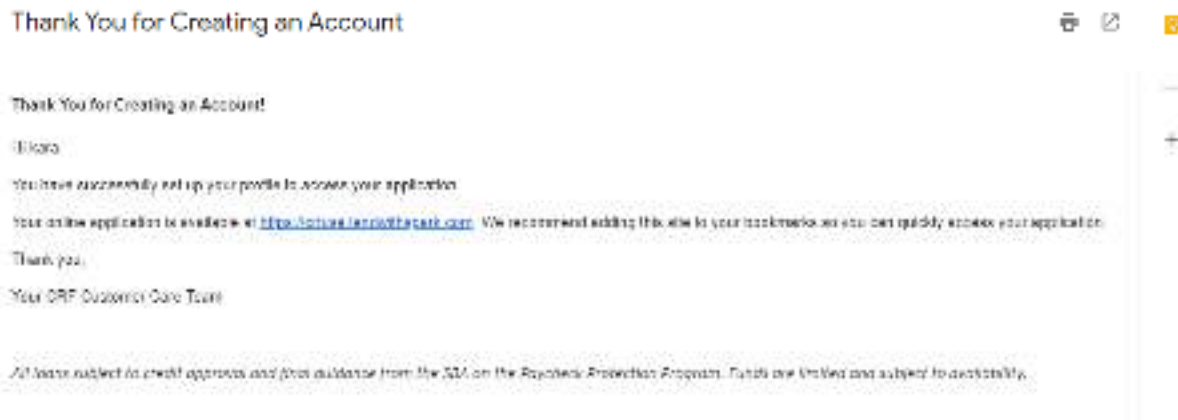 Thank You for Creating an Account
Thank You for Creating an Account!
Hi kara
You have successfully set up your profile to access your application
Your online application is available at We recommend adding this site to your bookmarks so you can quickly access your application.
Thank you,
Your CRF Customer Care Team
All loans subject to credit approval and final guidance from the SBA on the Paycheck Protection Program. Funds are limited and subject to availability.